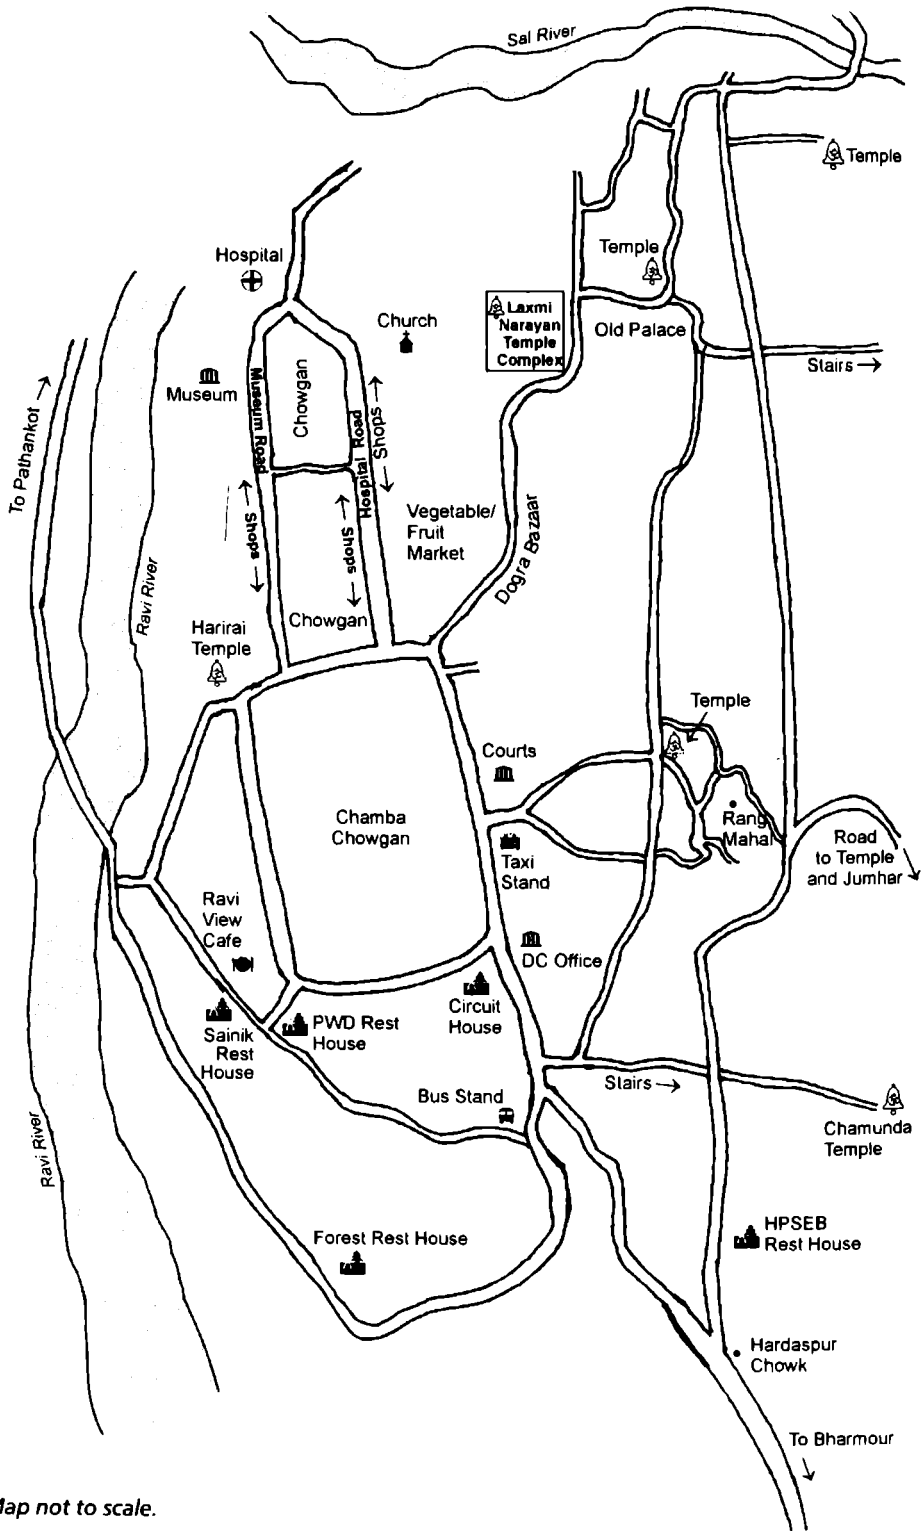 Sal River
Temple
Hospital
Temple
Laxmi
Narayan
Temple
Complex
Old Palace
Church
Stairs
Museum
Museum Road
Chowgan
Hospital Road
Shops
To Pathankot
Vegetable/
Fruit
Market
Shops
Shops
Dogra Bazaar
Ravi River
Chowgan
Harirai
Temple
Temple
Courts
Chamba
Chowgan
Rang
Mahal
Road
to Temple
and Jumhar
Taxi
Stand
Ravi
View
Cafe
DC Office
Circuit
House
PWD Rest
House
Sainik
Rest
House
Stairs
Bus Stand
Chamunda
Temple
Ravi River
HPSEB
Rest House
Forest Rest House
Hardaspur
Chowk
To Bharmour
Map not to scale.